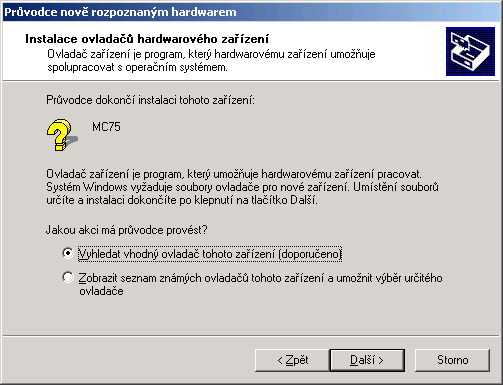 Průvodce nově rozpoznaným hardwarem
Instalace ovladačů hardwarového zařízení
Ovladač zařízení je program, který hardwarovému zařízení umožňuje
spolupracovat s operačním systémem.
Průvodce dokončí instalaci tohoto zařízení:
MC75
Ovladač zařízení je program, který umožňuje hardwarovému zařízení pracovat.
Systém Windows vyžaduje soubory ovladače pro nové zařízení. Umístění souborů
určíte a instalaci dokončíte po klepnutí na tlačítko Další.
Jakou akci má průvodce provést?
Vyhledat vhodný ovladač tohoto zařízení (doporučeno)
Zobrazit seznam známých ovladačů tohoto zařízení a umožnit výběr určitého
ovladače
< Zpět
Další >
Storno